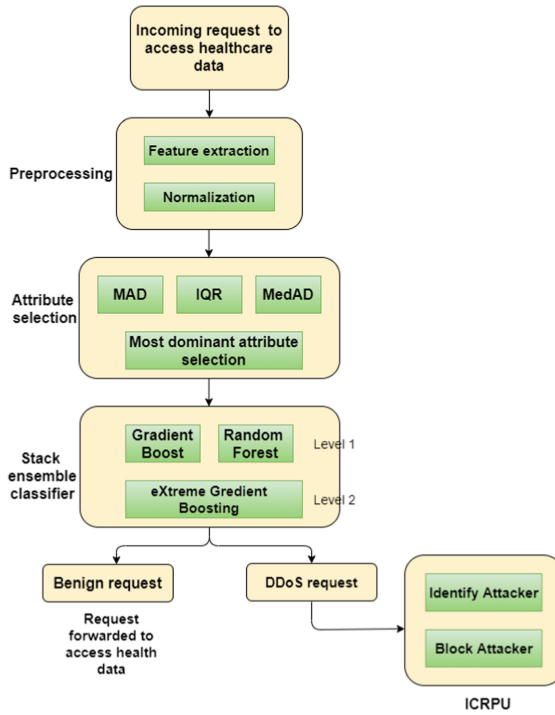 Incoming request to
access healthcare
data
Preprocessing
Feature extraction
Normalization
Attribute
selection
MAD
IQR
MedAD
Most dominant attribute
selection
Stack
ensemble
classifier
Gradient
Boost
Random
Forest
Level 1
eXtreme Gredient
Boosting
Level 2
Benign request
DDoS request
Request
forwarded to
access health
data
Identify Attacker
Block Attacker
ICRPU